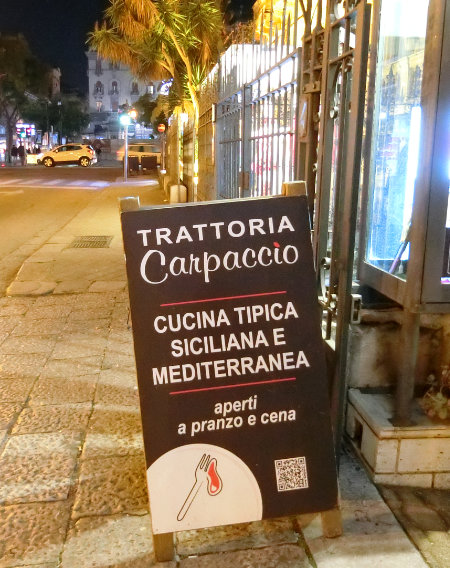 TRATTORIA
Carpaccio
CUCINA TIPICA
SICILIANA E
MEDITERRANEA
aperti
a pranzo e cena